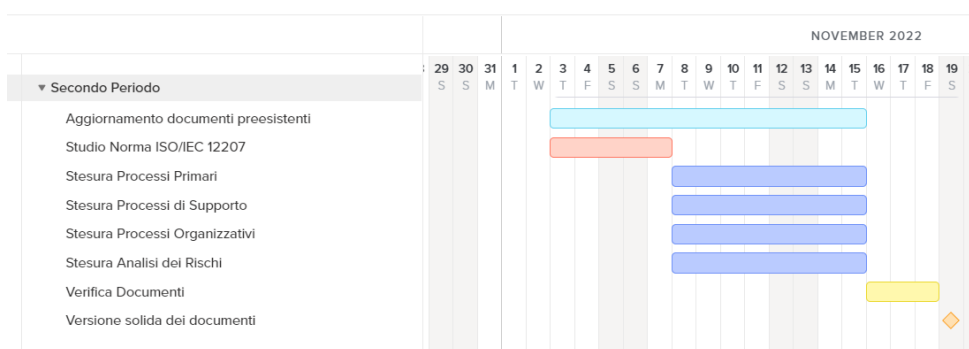 NOVEMBER 2022
29 30 31 1 2 3 4 5 6 7 8 9 10 11 12 13 14 15 16 17 18 19
S S M T W T F S S M T W T F S S M T W T F S
▼ Secondo Periodo
Aggiornamento documenti preesistenti
Studio Norma ISO/IEC 12207
Stesura Processi Primari
Stesura Processi di Supporto
Stesura Processi Organizzativi
Stesura Analisi dei Rischi
Verifica Documenti
Versione solida dei documenti